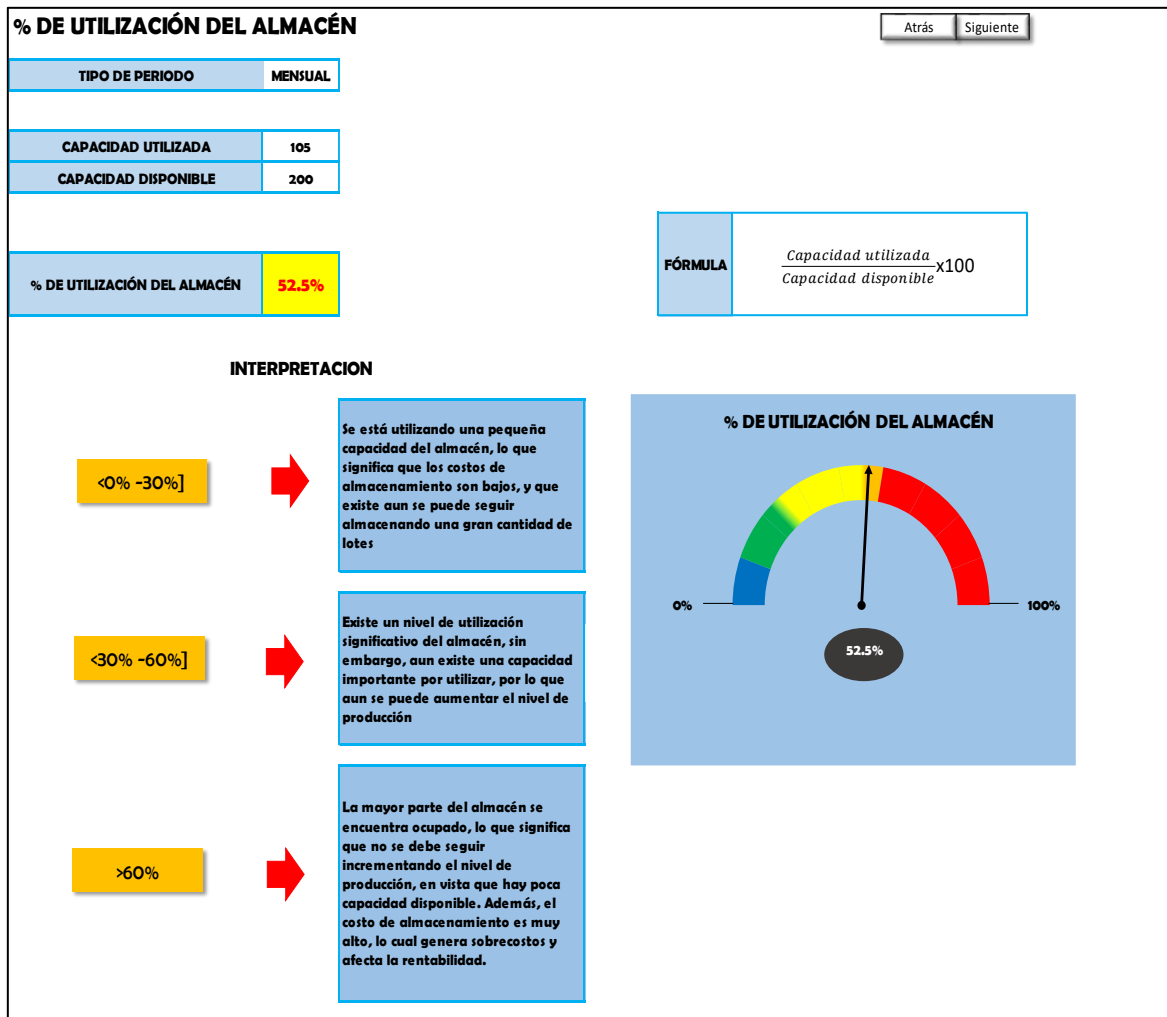 % DE UTILIZACIÓN DEL ALMACÉN
Atrás
Siguiente
TIPO DE PERIODO
MENSUAL
CAPACIDAD UTILIZADA
105
CAPACIDAD DISPONIBLE
200
FÓRMULA
Capacidad utilizada
Capacidad disponible
x100
% DE UTILIZACIÓN DEL ALMACÉN
52.5%
INTERPRETACION
<0% -30%]
Se está utilizando una pequeña
capacidad del almacén, lo que
significa que los costos de
almacenamiento son bajos, y que
existe aun se puede seguir
almacenando una gran cantidad de
lotes
<30% -60%]
Existe un nivel de utilización
significativo del almacén, sin
embargo, aun existe una capacidad
importante por utilizar, por lo que
aun se puede aumentar el nivel de
producción
>60%
La mayor parte del almacén se
encuentra ocupado, lo que significa
que no se debe seguir
incrementando el nivel de
producción, en vista que hay poca
capacidad disponible. Además, el
costo de almacenamiento es muy
alto, lo cual genera sobrecostos y
afecta la rentabilidad.
% DE UTILIZACIÓN DEL ALMACÉN
0%
100%
52.5%